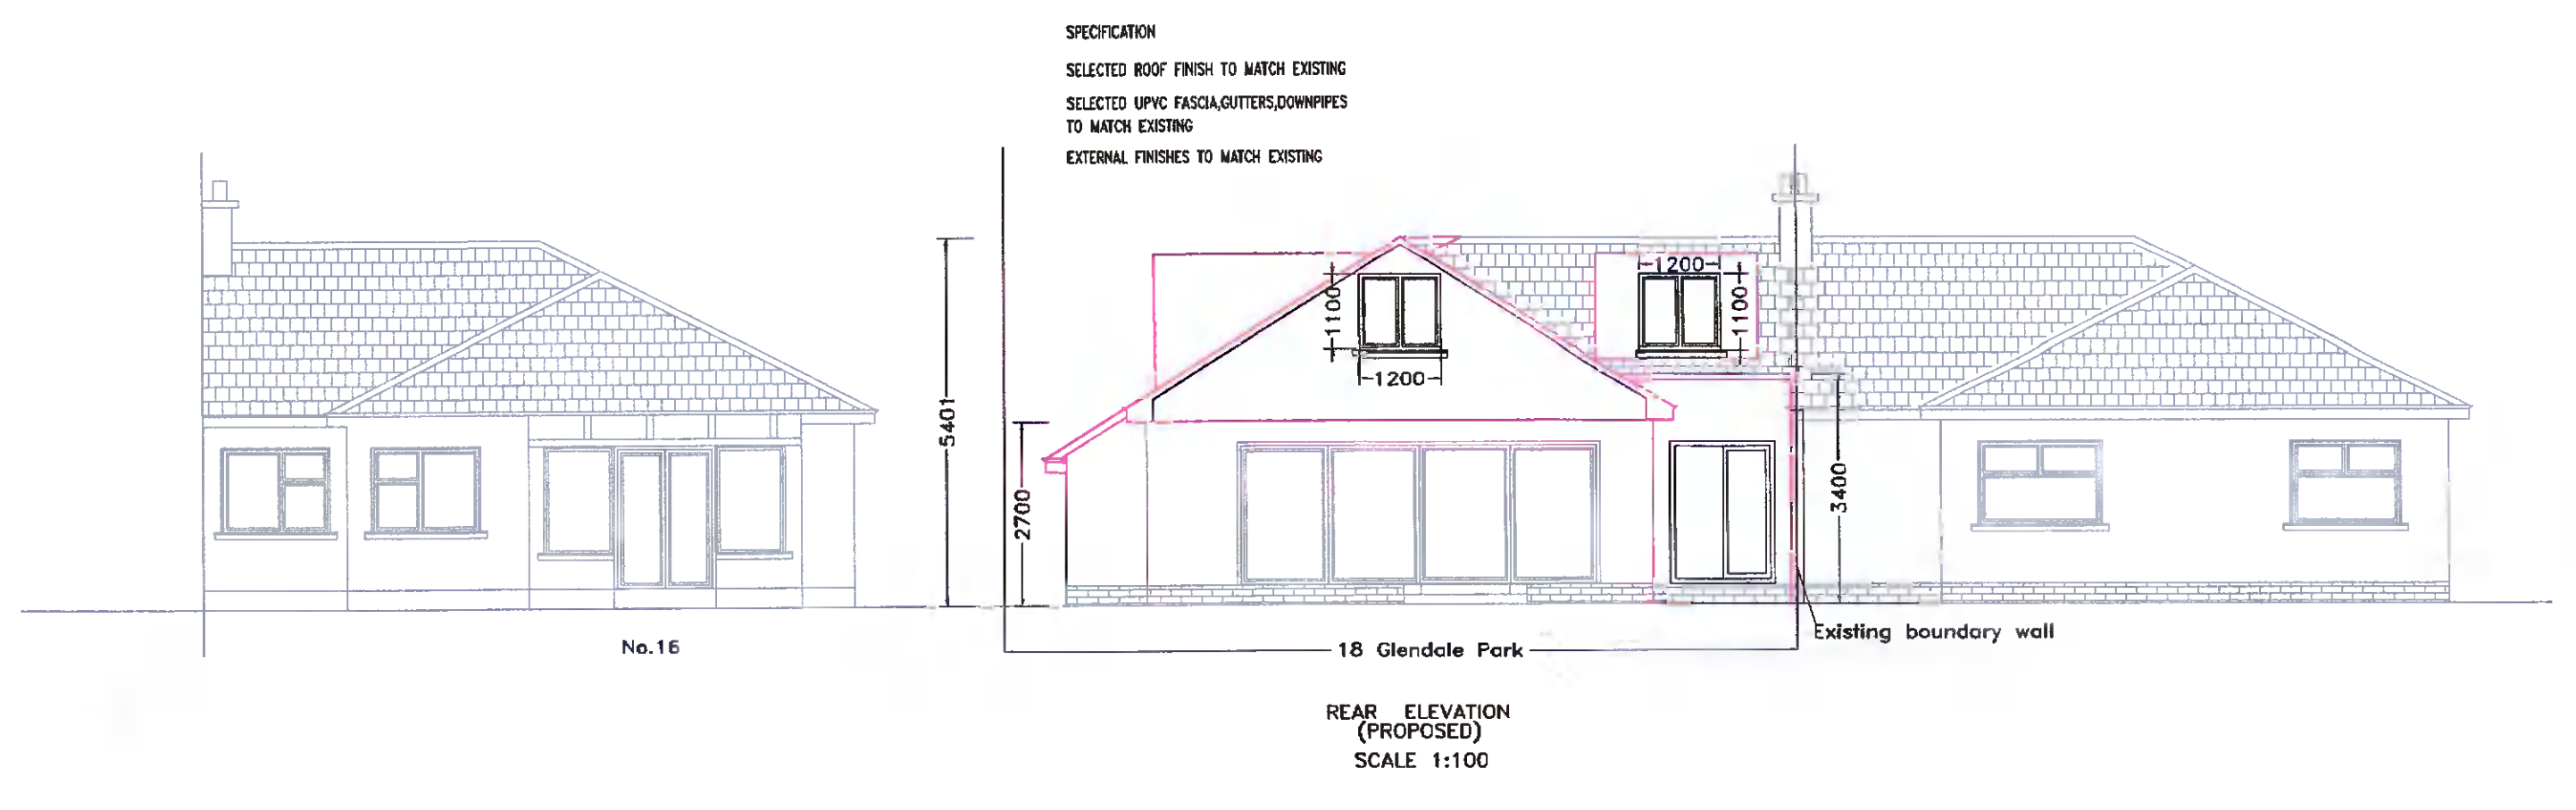 SPECIFICATION
SELECTED ROOF FINISH TO MATCH EXISTING
SELECTED UPVC FASCIA,GUTTERS,DOWNPIPES
TO MATCH EXISTING
EXTERNAL FINISHES TO MATCH EXISTING
1200
1100
1100
1200
5401
2700
3400
Existing boundary wall
No.16
18 Glendale Park
REAR ELEVATION
(PROPOSED)
SCALE 1:100